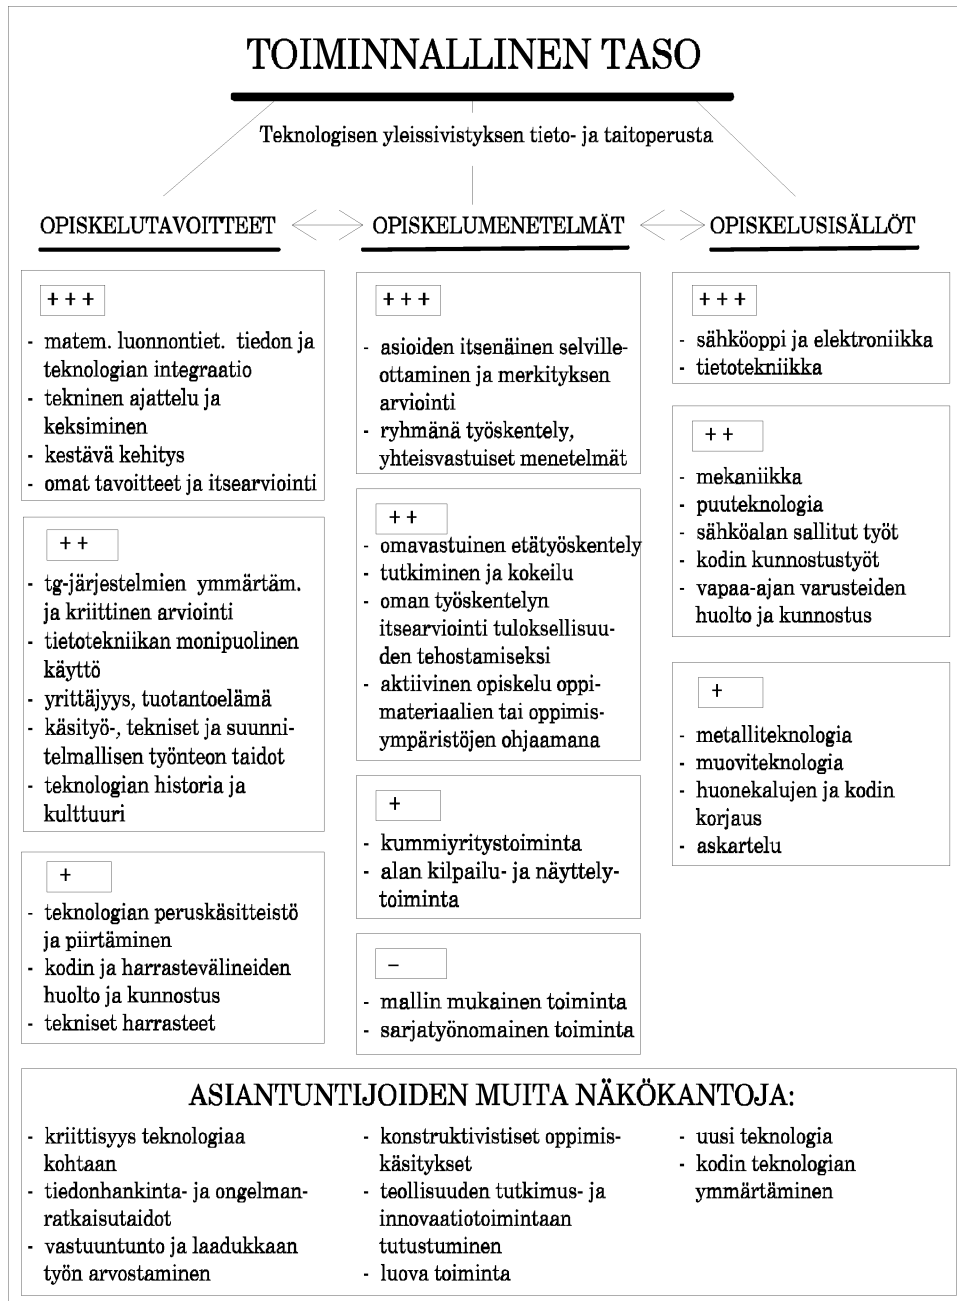 TOIMINNALLINEN TASO
Teknologisen yleissivistyksen tieto- ja taitoperusta
OPISKELUTAVOITTEET
+ + +
- matem. luonnontiet. tiedon ja
teknologian integraatio
- tekninen ajattelu ja
keksiminen
- kestävä kehitys
- omat tavoitteet ja itsearviointi
+ +
- tg-järjestelmien ymmärtäm.
ja kriittinen arviointi
- tietotekniikan monipuolinen
käyttö
- yrittäjyys, tuotantoelämä
- käsityö-, tekniset ja suunni-
telmallisen työnteon taidot
- teknologian historia ja
kulttuuri
+
- teknologian peruskäsitteistö
ja piirtäminen
- kodin ja harrastevälineiden
huolto ja kunnostus
- tekniset harrasteet
OPISKELUMENETELMÄT
+ + +
- asioiden itsenäinen selville-
ottaminen ja merkityksen
arviointi
- ryhmänä työskentely,
yhteisvastuiset menetelmät
+ +
- omavastuinen etätyöskentely
- tutkiminen ja kokeilu
- oman työskentelyn
itsearviointi tuloksellisuu-
den tehostamiseksi
- aktiivinen opiskelu oppi-
materiaalien tai oppimis-
ympäristöjen ohjaamana
+
- kummiyritystoiminta
- alan kilpailu- ja näyttely-
toiminta
–
- mallin mukainen toiminta
- sarjatyönomainen toiminta
OPISKELUSISÄLLÖT
+ + +
- sähköoppi ja elektroniikka
- tietotekniikka
+ +
- mekaniikka
- puuteknologia
- sähköalan sallitut työt
- kodin kunnostustyöt
- vapaa-ajan varusteiden
huolto ja kunnostus
+
- metalliteknologia
- muoviteknologia
- huonekalujen ja kodin
korjaus
- askartelu
ASIANTUNTIJOIDEN MUITA NÄKÖKANTOJA:
- kriittisyys teknologiaa
kohtaan
- tiedonhankinta- ja ongelman-
ratkaisutaidot
- vastuuntunto ja laadukkaan
työn arvostaminen
- konstruktivistiset oppimis-
käsitykset
- teollisuuden tutkimus- ja
innovaatiotoimintaan
tutustuminen
- luova toiminta
- uusi teknologia
- kodin teknologian
ymmärtäminen